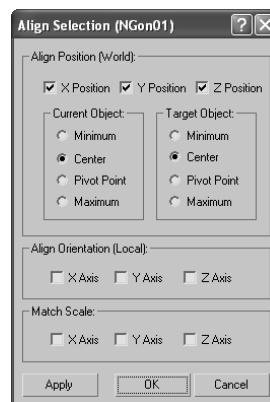 Align Selection (NGon01)
Align Position (World):
X Position Y Position Z Position
Current Object: Target Object:
Minimum Minimum
Center Center
Pivot Point Pivot Point
Maximum Maximum
Align Orientation (Local):
X Axis Y Axis Z Axis
Match Scale:
X Axis Y Axis Z Axis
Apply OK Cancel